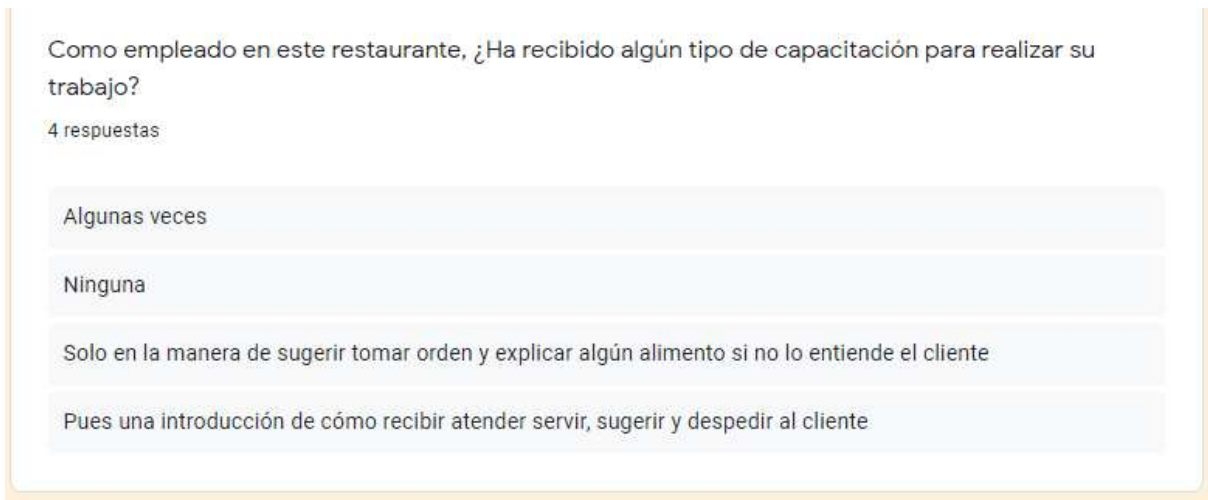 Como empleado en este restaurante, ¿Ha recibido algún tipo de capacitación para realizar su
trabajo?
4 respuestas
Algunas veces
Ninguna
Solo en la manera de sugerir tomar orden y explicar algún alimento si no lo entiende el cliente
Pues una introducción de cómo recibir atender servir, sugerir y despedir al cliente